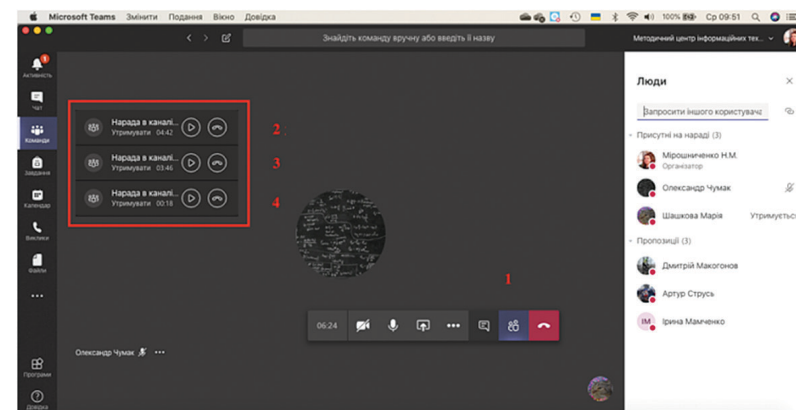 Microsoft Teams Змінити Подання Вікно Довідка
100% Ср 09:51
Знайдіть команду вручну або введіть її назву
Методичний центр інформаційних тех...
1
Активність
Чат
Команди
Завдання
Календар
Виклики
Файли
Програми
Довідка
Нарада в каналі...
Утримувати 04:42
2
Нарада в каналі...
Утримувати 03:46
3
Нарада в каналі...
Утримувати 00:18
4
1
06:24
Олександр Чумак
Люди
Запросити іншого користувача
Присутні на нараді (3)
Мірошниченко Н.М.
Організатор
Олександр Чумак
Шашкова Марія Утримується
Пропозиції (3)
Дмитрій Макогонов
Артур Струсь
ІМ Ірина Мамченко